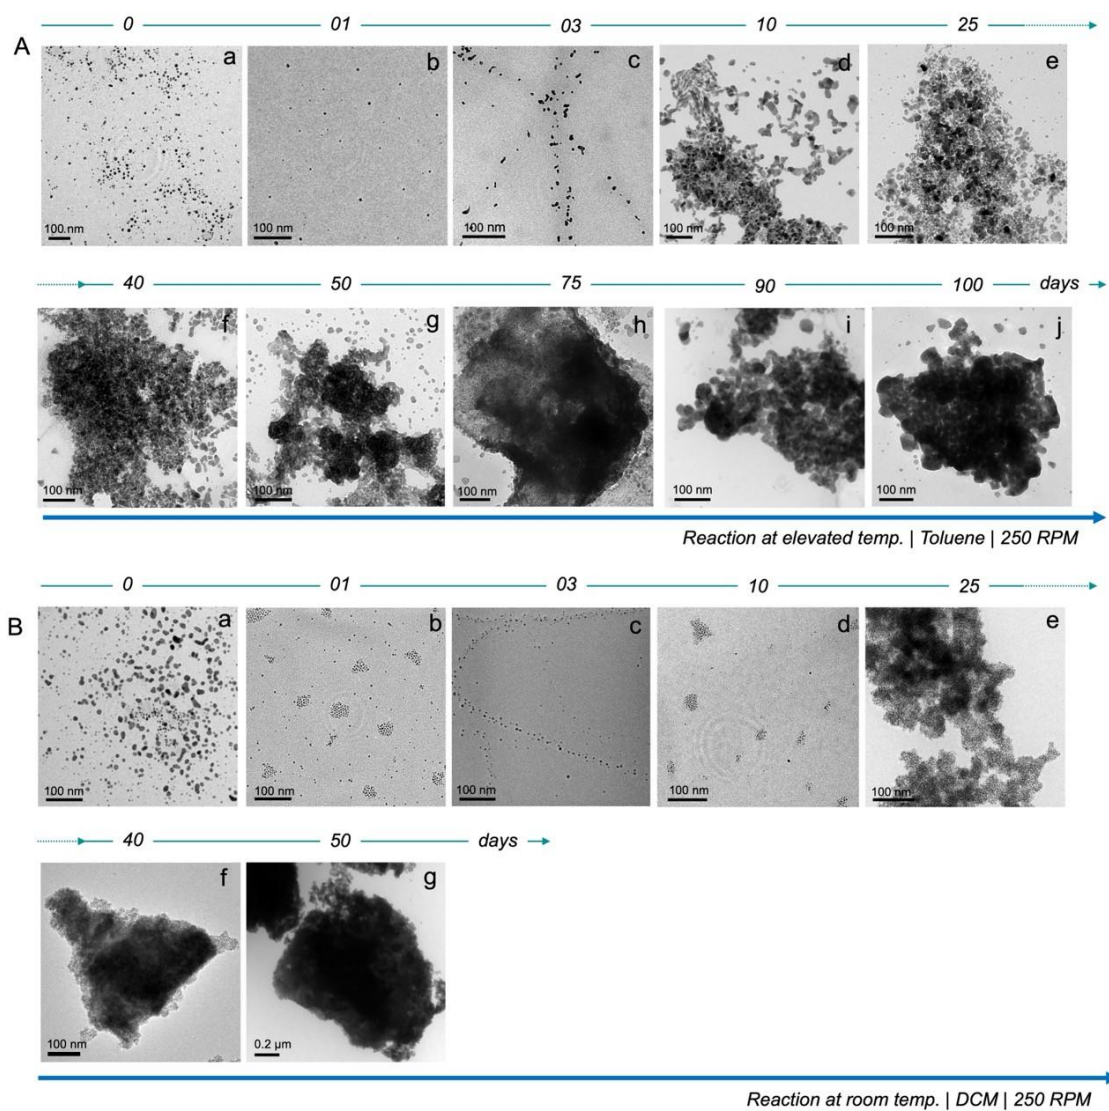 0 01 03 10 25
A
a b c d e
100 nm 100 nm 100 nm 100 nm 100 nm
40 50 75 90 100 days
f g h i j
100 nm 100 nm 100 nm 100 nm 100 nm
Reaction at elevated temp. | Toluene | 250 RPM
0 01 03 10 25
B
a b c d e
100 nm 100 nm 100 nm 100 nm 100 nm
40 50 days
f g
100 nm 0.2 µm
Reaction at room temp. | DCM | 250 RPM